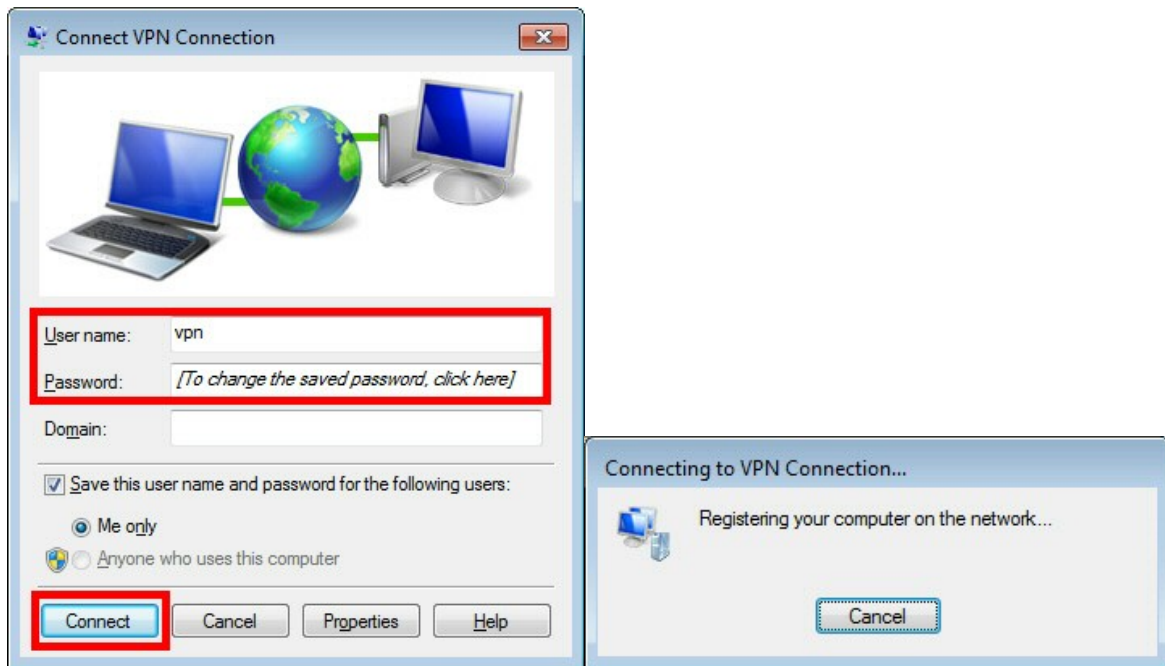 Connect VPN Connection
User name:
vpn
Password:
[To change the saved password, click here]
Domain:
Save this user name and password for the following users:
Me only
Anyone who uses this computer
Connect
Cancel
Properties
Help
Connecting to VPN Connection...
Registering your computer on the network...
Cancel